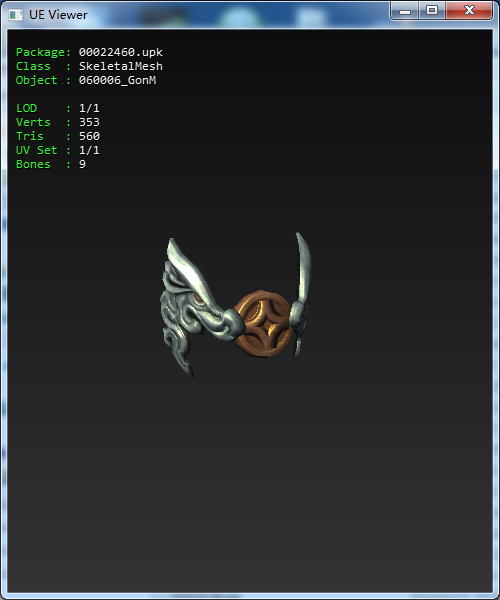 UE Viewer
Package: 00022460.upk
Class  : SkeletalMesh
Object : 060006_GonM
LOD    : 1/1
Verts  : 353
Tris   : 560
UV Set : 1/1
Bones  : 9